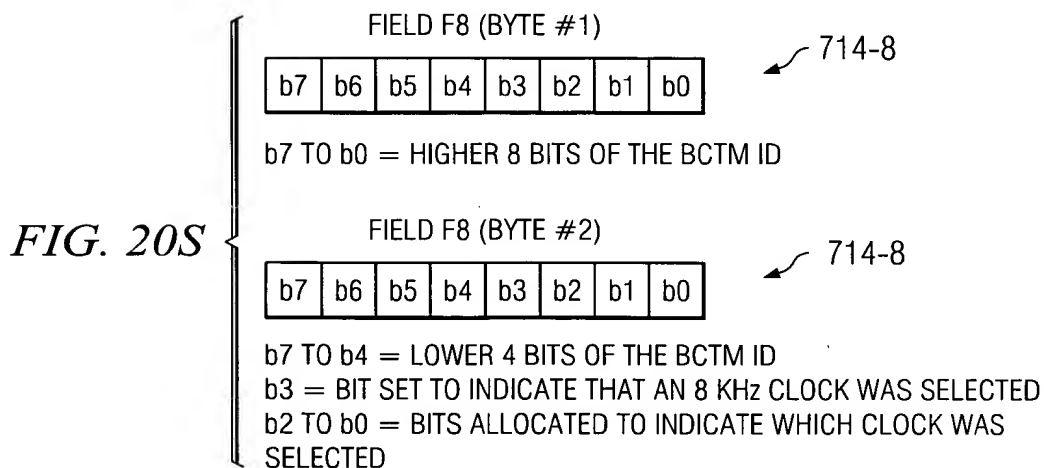 FIELD F8 (BYTE #1)
714-8
b7 b6 b5 b4 b3 b2 b1 b0
b7 TO b0 = HIGHER 8 BITS OF THE BCTM ID
FIG. 20S
FIELD F8 (BYTE #2)
714-8
b7 b6 b5 b4 b3 b2 b1 b0
b7 TO b4 = LOWER 4 BITS OF THE BCTM ID
b3 = BIT SET TO INDICATE THAT AN 8 KHz CLOCK WAS SELECTED
b2 TO b0 = BITS ALLOCATED TO INDICATE WHICH CLOCK WAS
SELECTED